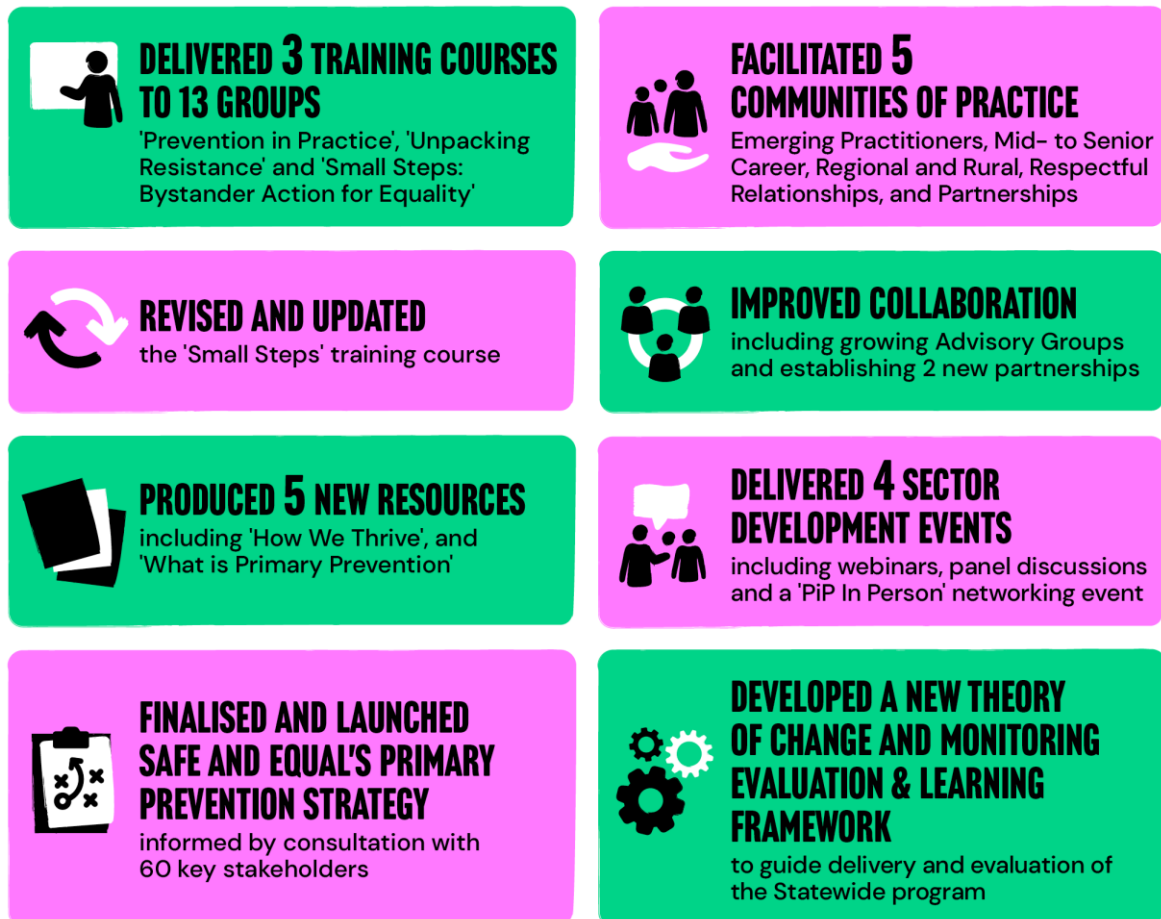 DELIVERED 3 TRAINING COURSES
TO 13 GROUPS
'Prevention in Practice', 'Unpacking
Resistance' and 'Small Steps:
Bystander Action for Equality'
FACILITATED 5
COMMUNITIES OF PRACTICE
Emerging Practitioners, Mid- to Senior
Career, Regional and Rural, Respectful
Relationships, and Partnerships
REVISED AND UPDATED
the 'Small Steps' training course
IMPROVED COLLABORATION
including growing Advisory Groups
and establishing 2 new partnerships
PRODUCED 5 NEW RESOURCES
including 'How We Thrive', and
'What is Primary Prevention'
DELIVERED 4 SECTOR
DEVELOPMENT EVENTS
including webinars, panel discussions
and a 'PiP In Person' networking event
FINALISED AND LAUNCHED
SAFE AND EQUAL'S PRIMARY
PREVENTION STRATEGY
informed by consultation with
60 key stakeholders
DEVELOPED A NEW THEORY
OF CHANGE AND MONITORING
EVALUATION & LEARNING
FRAMEWORK
to guide delivery and evaluation of
the Statewide program